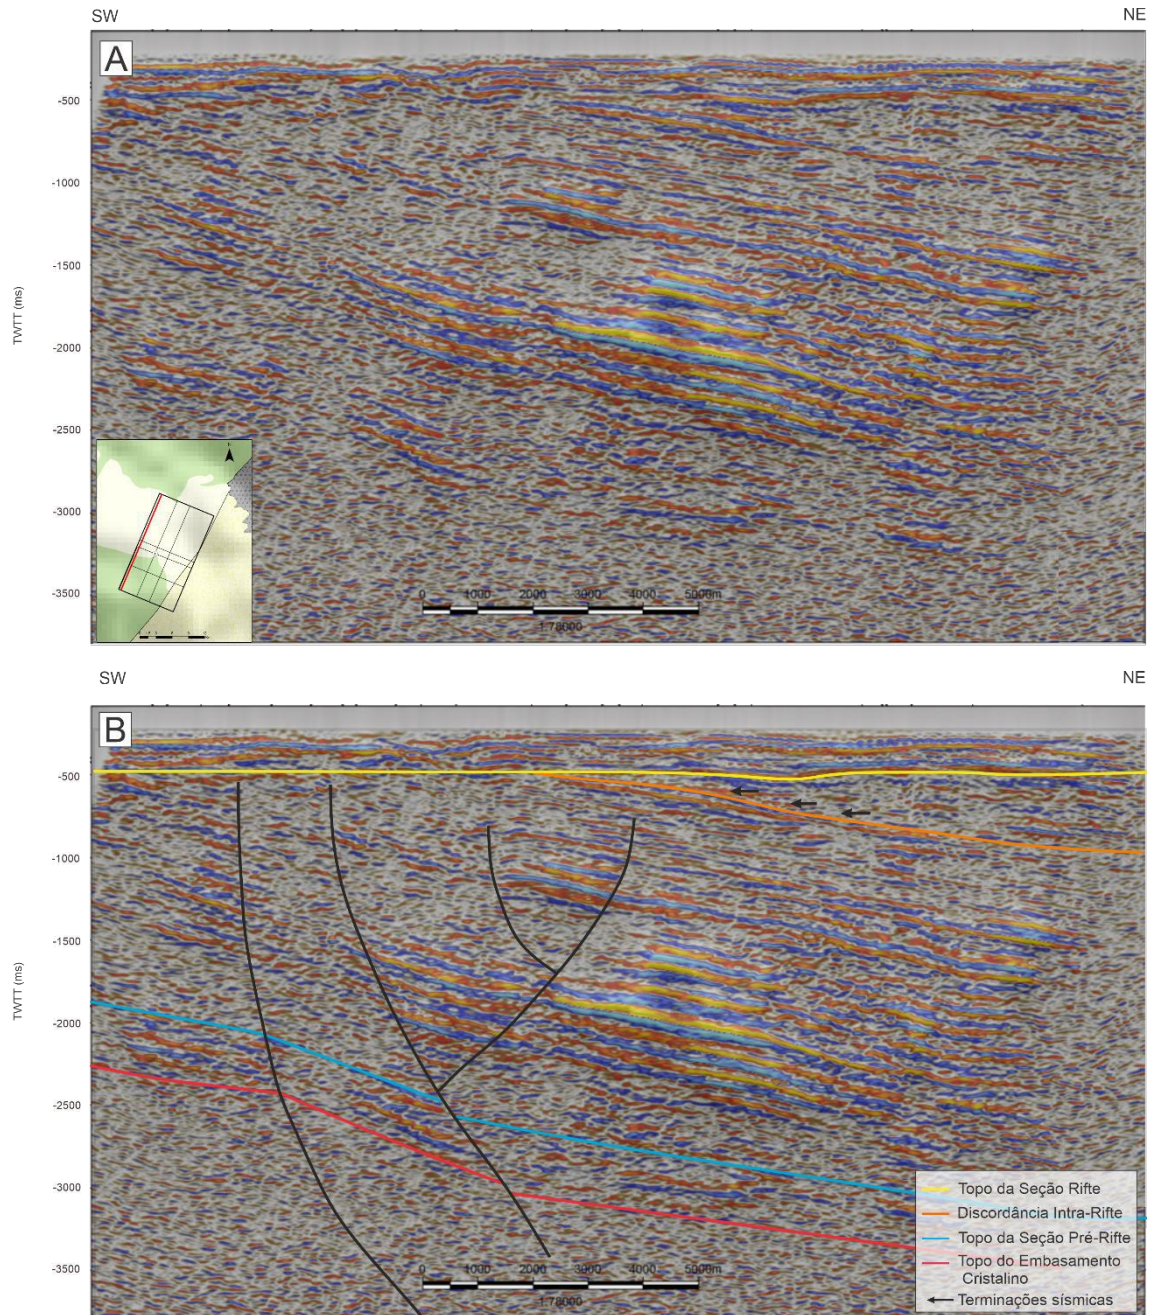 SW NE
A
-500
-1000
-1500
TWTT (ms)
-2000
-2500
-3000
-3500
0 1000 2000 3000 4000 5000m
1:78000
SW NE
B
-500
-1000
-1500
TWTT (ms)
-2000
-2500
-3000
-3500
0 1000 2000 3000 4000 5000m
1:78000
Topo da Seção Rifte
Discordância Intra-Rifte
Topo da Seção Pré-Rifte
Topo do Embasamento
Cristalino
Terminações sísmicas